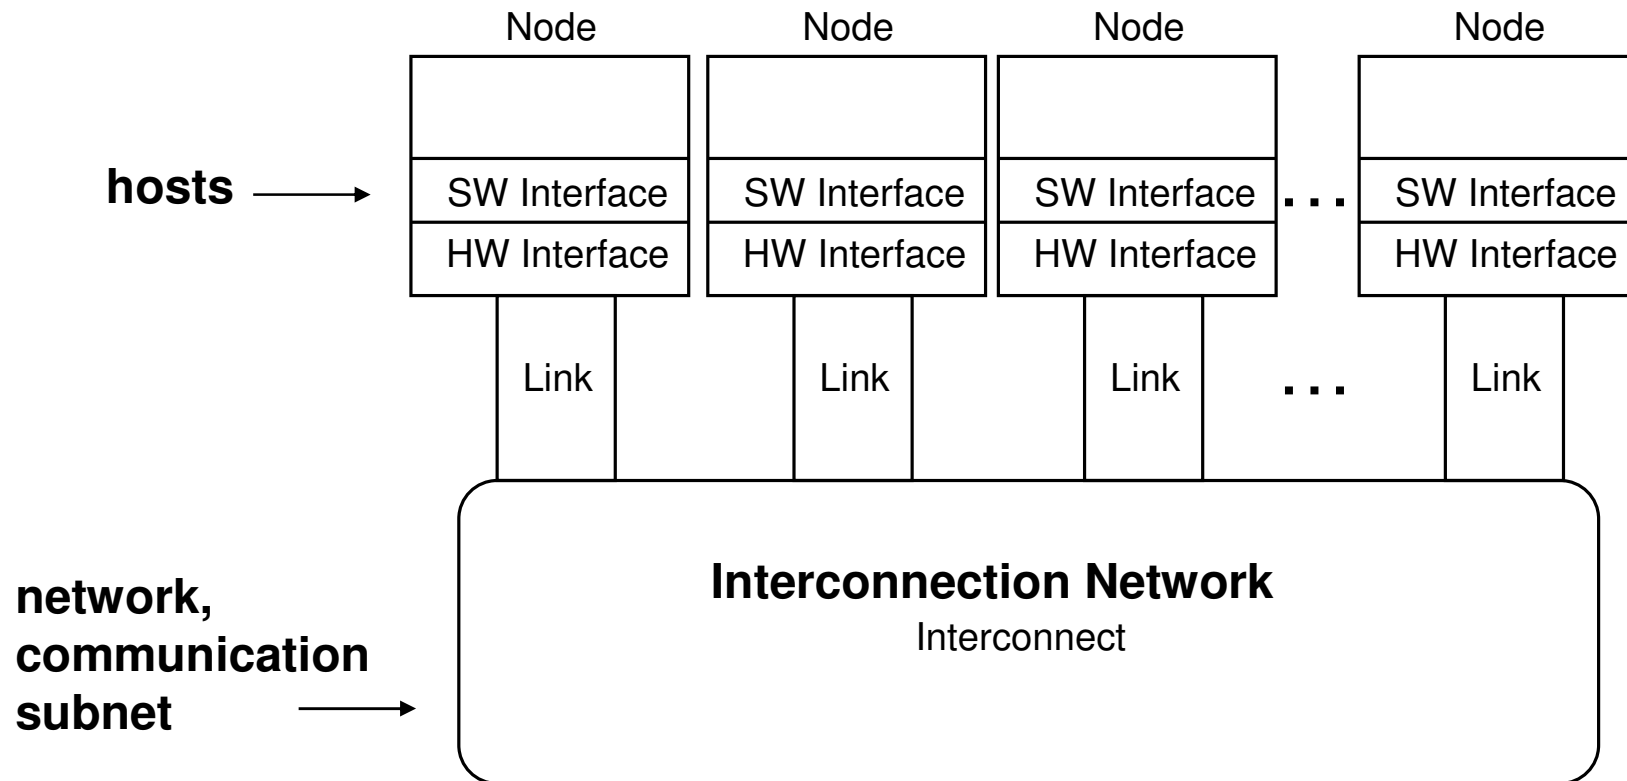 Node Node Node Node
hosts SW Interface SW Interface SW Interface ... SW Interface
HW Interface HW Interface HW Interface HW Interface
Link Link Link ... Link
Interconnection Network
Interconnect
network,
communication
subnet